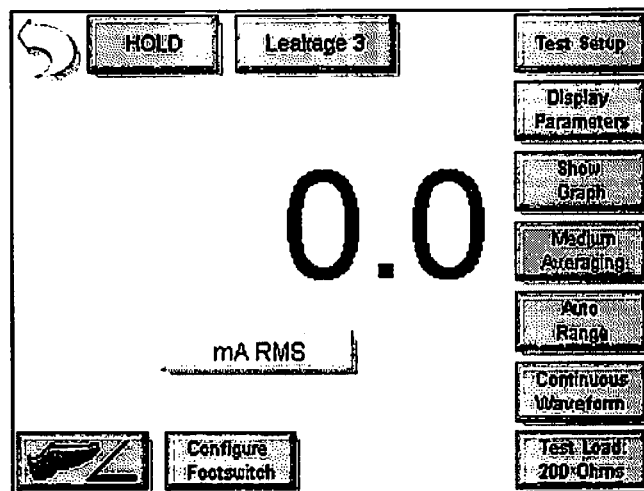 HOLD
Leakage 3
Test Setup
Display
Parameters
Show
Graph
0.0
Medium
Averaging
Auto
Range
mA RMS
Continuous
Waveform
Configure
Footswitch
Test Load:
200 Ohms